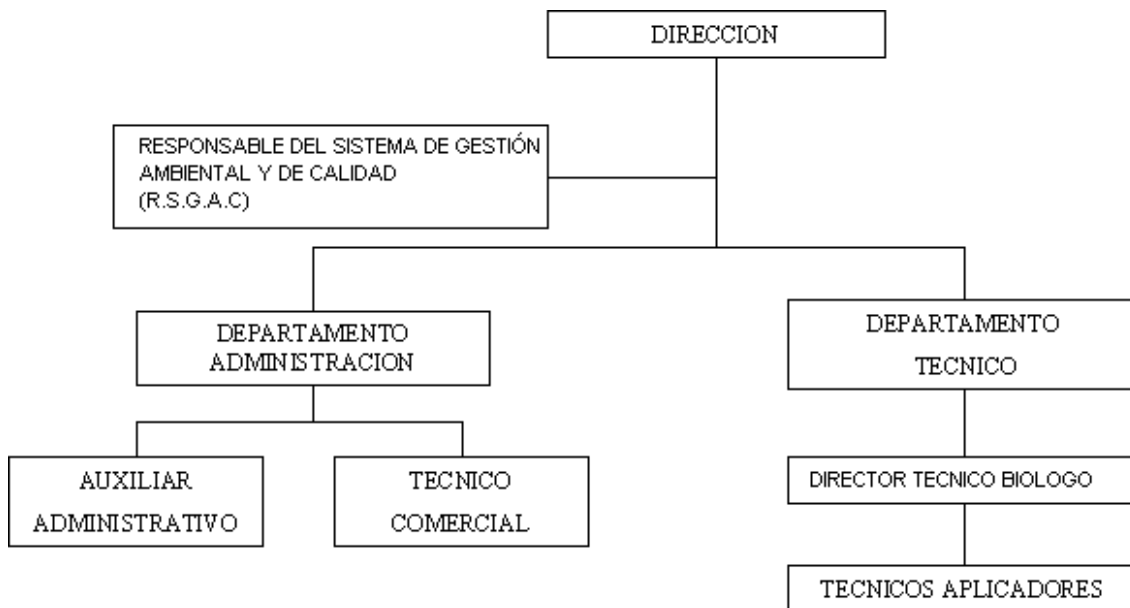 DIRECCION
RESPONSABLE DEL SISTEMA DE GESTIÓN
AMBIENTAL Y DE CALIDAD
(R.S.G.A.C)
DEPARTAMENTO
ADMINISTRACION
DEPARTAMENTO
TECNICO
AUXILIAR
ADMINISTRATIVO
TECNICO
COMERCIAL
DIRECTOR TECNICO BIOLOGO
TECNICOS APLICADORES